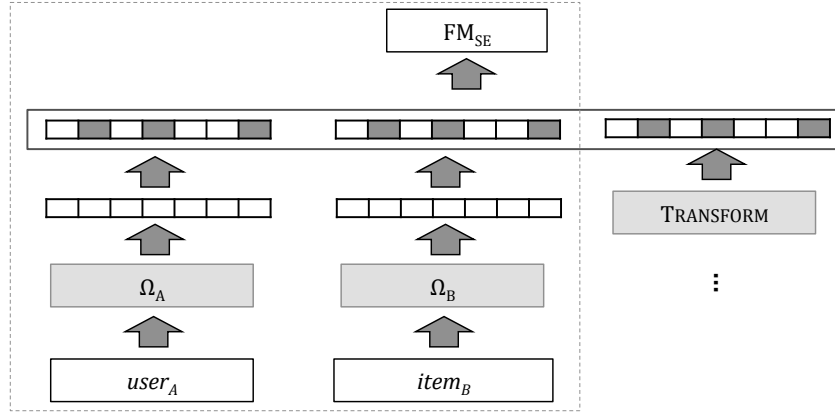 FM_SE
TRANSFORM
Ω_A
Ω_B
⋮
user_A
item_B